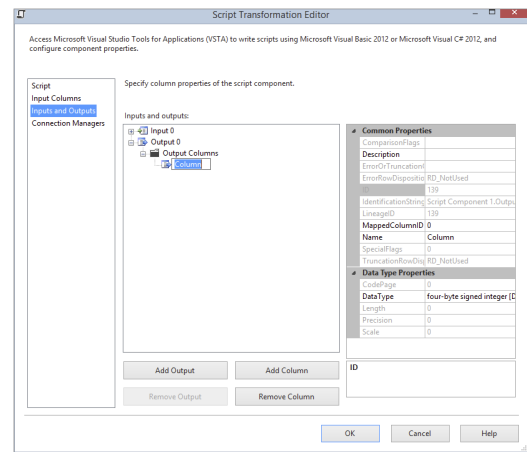 Script Transformation Editor
Access Microsoft Visual Studio Tools for Applications (VSTA) to write scripts using Microsoft Visual Basic 2012 or Microsoft Visual C# 2012, and
configure component properties.
Script
Input Columns
Inputs and Outputs
Connection Managers
Specify column properties of the script component.
Inputs and outputs:
Input 0
Output 0
Output Columns
Column
Common Properties
ComparisonFlags
Description
ErrorOrTruncation
ErrorRowDispositio RD_NotUsed
ID 139
IdentificationString Script Component 1.Outpu
LineageID 139
MappedColumnID 0
Name Column
SpecialFlags 0
TruncationRowDisp RD_NotUsed
Data Type Properties
CodePage 0
DataType four-byte signed integer [D
Length 0
Precision 0
Scale 0
ID
Add Output Add Column
Remove Output Remove Column
OK Cancel Help